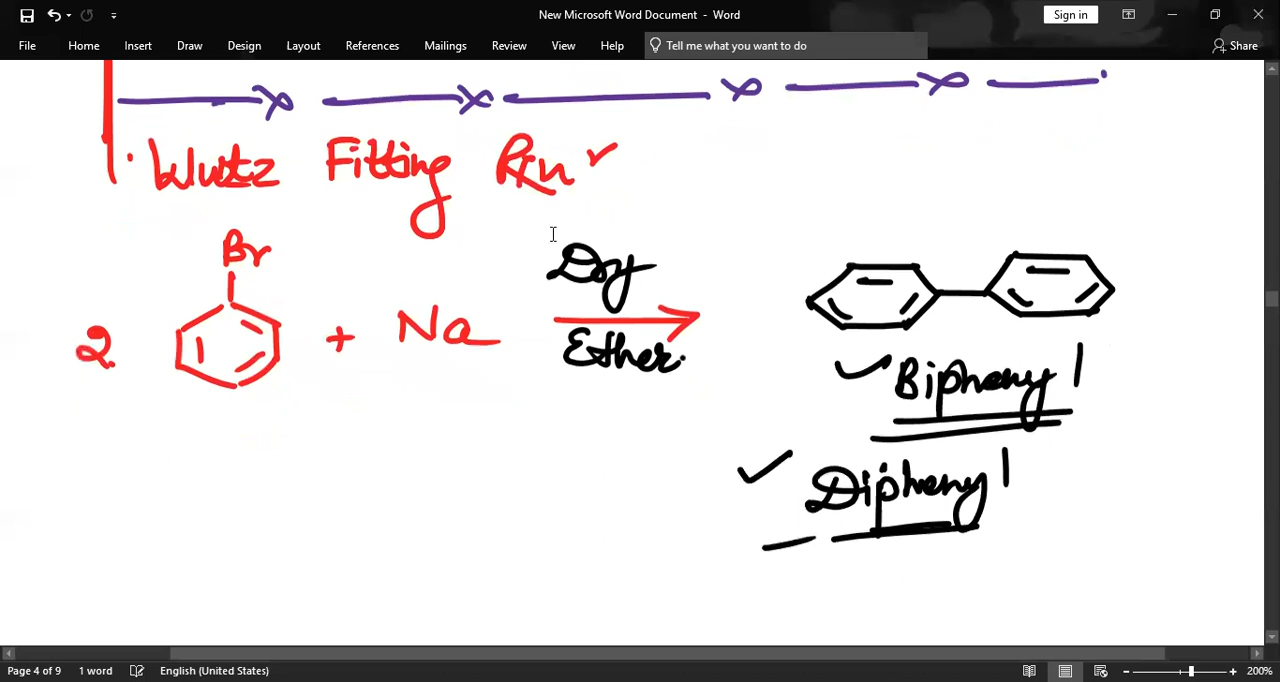 New Microsoft Word Document - Word
Sign in
File Home Insert Draw Design Layout References Mailings Review View Help Tell me what you want to do Share
Wurtz Fitting Rxn
Br
2 + Na
Dry
Ether.
Biphenyl
Diphenyl
Page 4 of 9 1 word English (United States) 200%